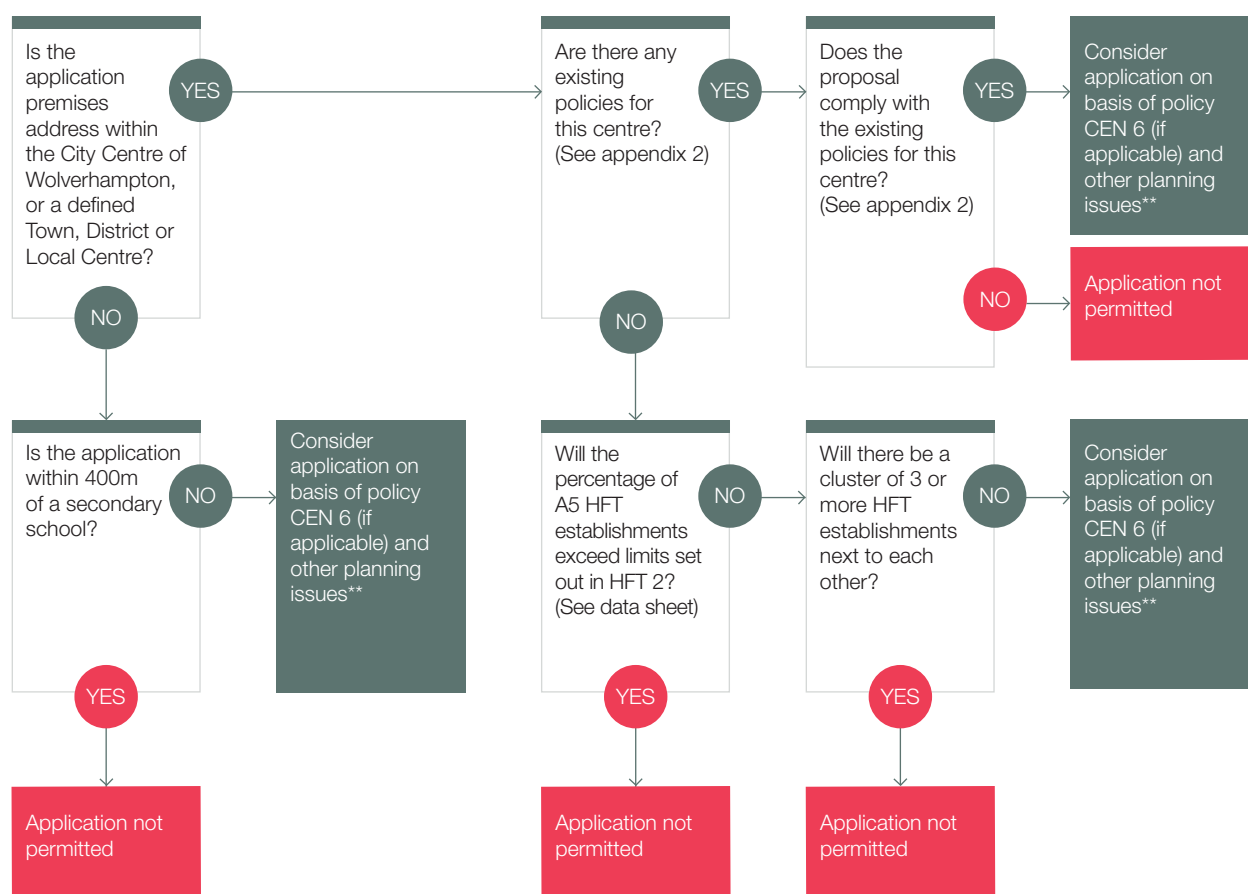 Is the
application
premises
address within
the City Centre of
Wolverhampton,
or a defined
Town, District or
Local Centre?
YES
NO
Are there any
existing
policies for
this centre?
(See appendix 2)
YES
NO
Does the
proposal
comply with
the existing
policies for this
centre?
(See appendix 2)
YES
NO
Consider
application on
basis of policy
CEN 6 (if
applicable) and
other planning
issues**
Application not
permitted
Is the application
within 400m
of a secondary
school?
NO
YES
Consider
application on
basis of policy
CEN 6 (if
applicable) and
other planning
issues**
Will the
percentage of
A5 HFT
establishments
exceed limits set
out in HFT 2?
(See data sheet)
NO
YES
Will there be a
cluster of 3 or
more HFT
establishments
next to each
other?
NO
YES
Consider
application on
basis of policy
CEN 6 (if
applicable) and
other planning
issues**
Application not
permitted
Application not
permitted
Application not
permitted